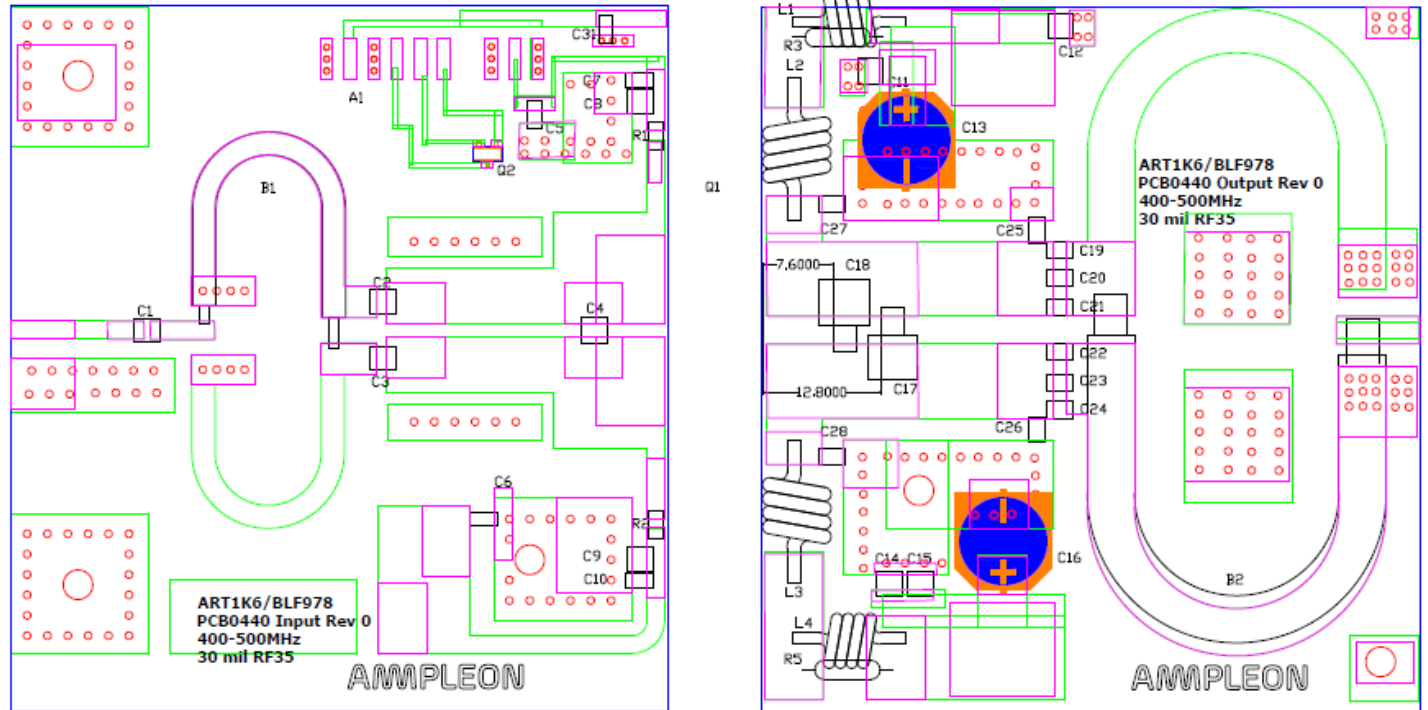 C31
A1
C7
C8
C5
R1
Q2
B1
C2
C1
C4
C3
C6
R2
C9
C10
ART1K6/BLF978
PCB0440 Input Rev 0
400-500MHz
30 mil RF35
AMMPLEON
Q1
L1
R3
C12
L2
C11
C13
ART1K6/BLF978
PCB0440 Output Rev 0
400-500MHz
30 mil RF35
C27
C25
C19
7.6000
C18
C20
C21
C22
C23
C17
12.8000
C24
C28
C26
C14
C15
C16
B2
L3
L4
R5
AMMPLEON